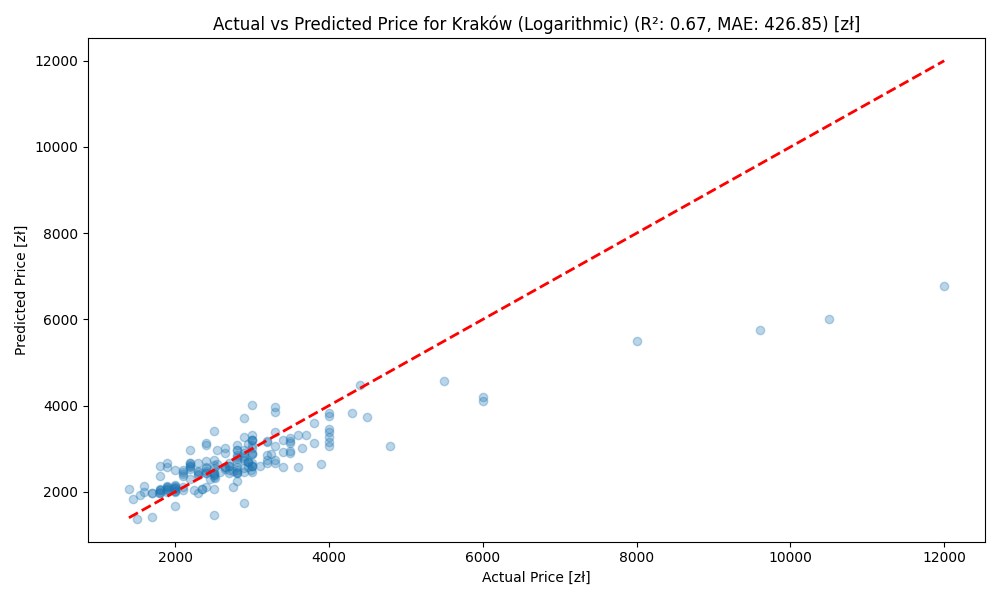 Actual vs Predicted Price for Kraków (Logarithmic) (R²: 0.67, MAE: 426.85) [zł]
12000
10000
8000
6000
4000
2000
Predicted Price [zł]
2000 4000 6000 8000 10000 12000
Actual Price [zł]